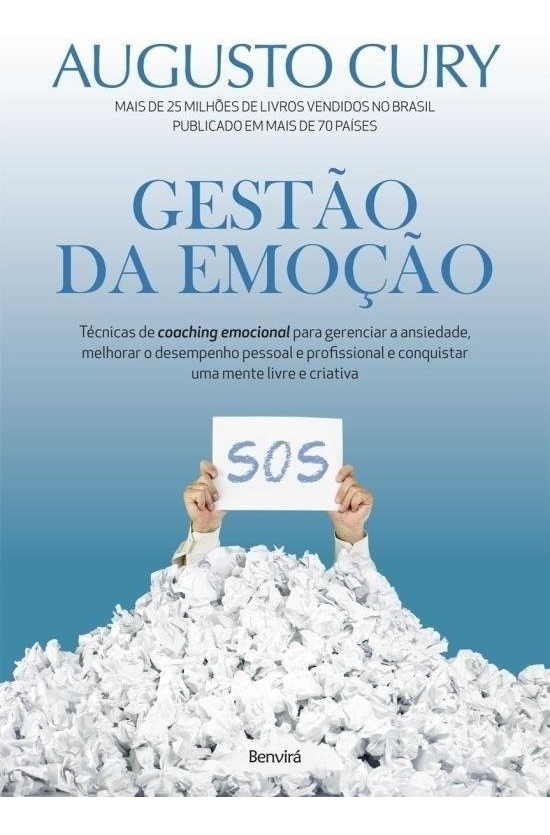 AUGUSTO CURY
MAIS DE 25 MILHÕES DE LIVROS VENDIDOS NO BRASIL
PUBLICADO EM MAIS DE 70 PAÍSES
GESTÃO
DA EMOÇÃO
Técnicas de coaching emocional para gerenciar a ansiedade,
melhorar o desempenho pessoal e profissional e conquistar
uma mente livre e criativa
SOS
Benvirá